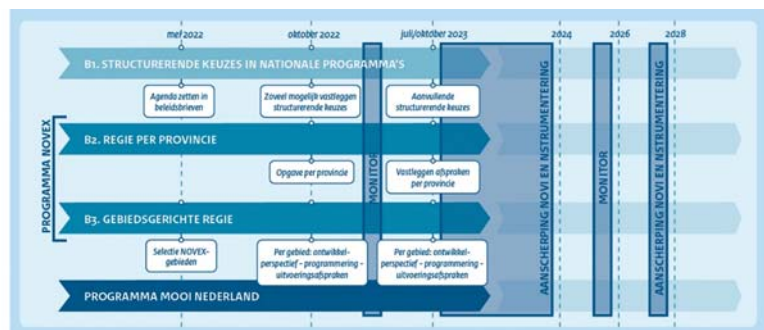 mei 2022
oktober 2022
juli/oktober 2023
2024
2026
2028
B1. STRUCTURERENDE KEUZES IN NATIONALE PROGRAMMA'S
Agenda zetten in
beleidsbrieven
Zoveel mogelijk vastleggen
structurerende keuzes
Aanvullende
structurerende keuzes
PROGRAMMA NOVEX
B2. REGIE PER PROVINCIE
Opgave per provincie
Vastleggen afspraken
per provincie
B3. GEBIEDSGERICHTE REGIE
Selectie NOVEX-
gebieden
Per gebied: ontwikkel-
perspectief – programmering –
uitvoeringsafspraken
Per gebied: ontwikkel-
perspectief – programmering –
uitvoeringsafspraken
PROGRAMMA MOOI NEDERLAND
MONITOR
AANSCHERPING NOVI EN NSTRUMENTERING
MONITOR
AANSCHERPING NOVI EN NSTRUMENTERING